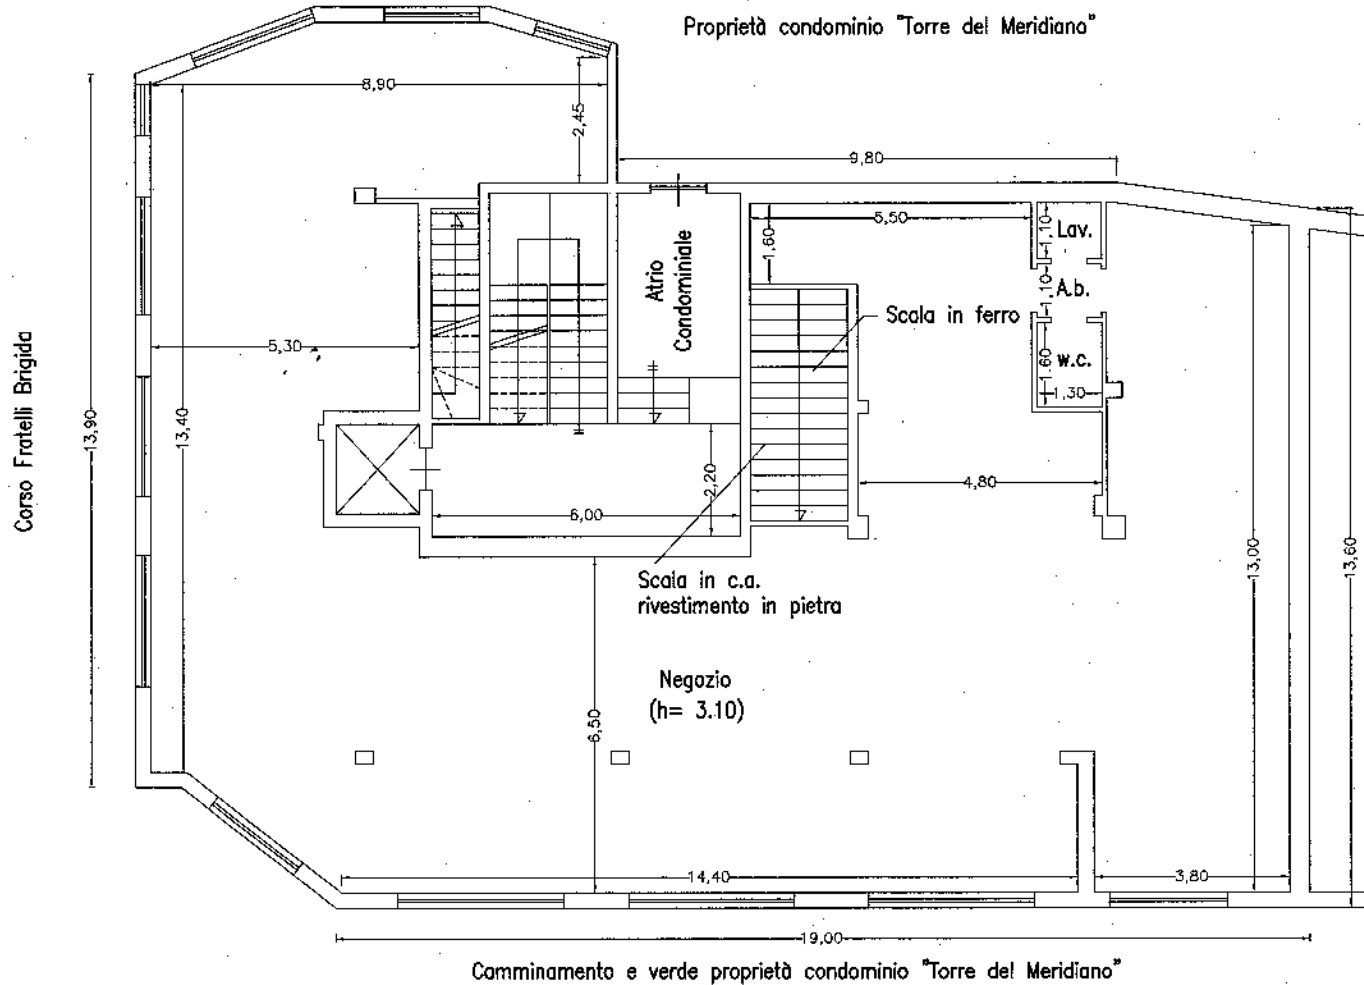 Proprietà condominio "Torre del Meridiano"
8,90
2,45
9,80
5,50
1,60
1,10
Lav.
1,10
A.b.
Atrio
Condominiale
Scala in ferro
1,60
w.c.
1,30
5,30
Corso Fratelli Brigida
13,90
13,40
2,20
4,80
6,00
13,00
13,60
Scala in c.a.
rivestimento in pietra
Negozio
(h= 3.10)
6,50
14,40
3,80
19,00
Camminamento e verde proprietà condominio "Torre del Meridiano"